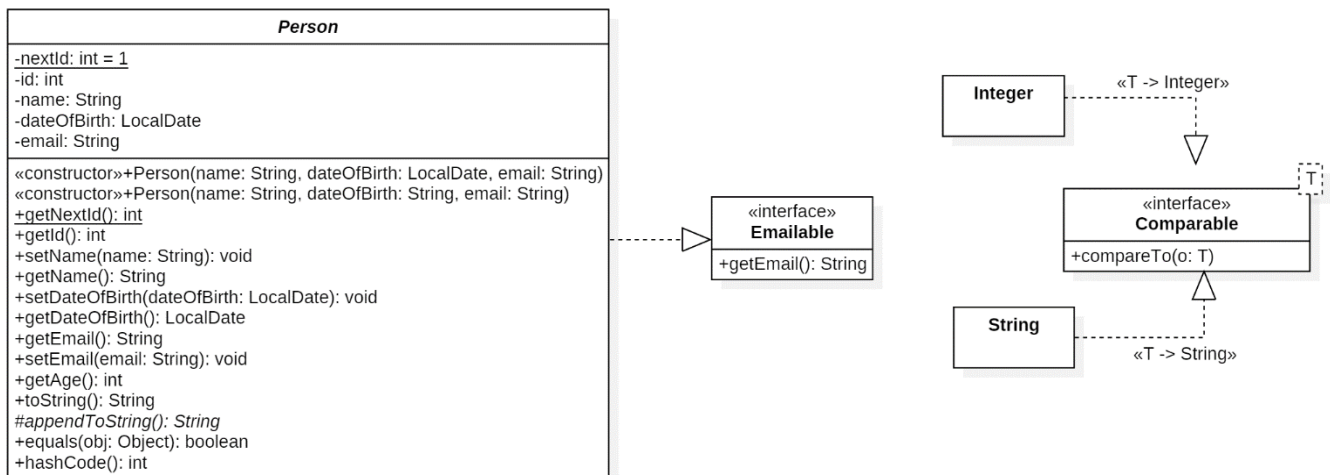 Person
-nextId: int = 1
-id: int
-name: String
-dateOfBirth: LocalDate
-email: String
«constructor»+Person(name: String, dateOfBirth: LocalDate, email: String)
«constructor»+Person(name: String, dateOfBirth: String, email: String)
+getNextId(): int
+getId(): int
+setName(name: String): void
+getName(): String
+setDateOfBirth(dateOfBirth: LocalDate): void
+getDateOfBirth(): LocalDate
+getEmail(): String
+setEmail(email: String): void
+getAge(): int
+toString(): String
#appendToString(): String
+equals(obj: Object): boolean
+hashCode(): int
«interface»
Emailable
+getEmail(): String
Integer
«T -> Integer»
T
«interface»
Comparable
+compareTo(o: T)
String
«T -> String»